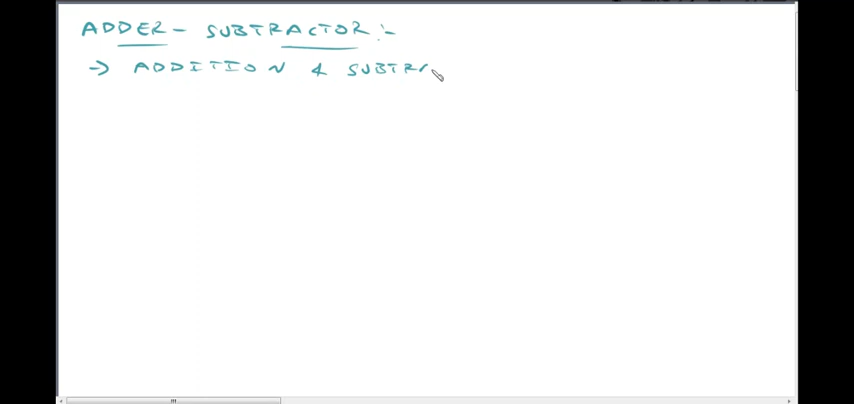 ADDER - SUBTRACTOR :-
→ ADDITION & SUBTR